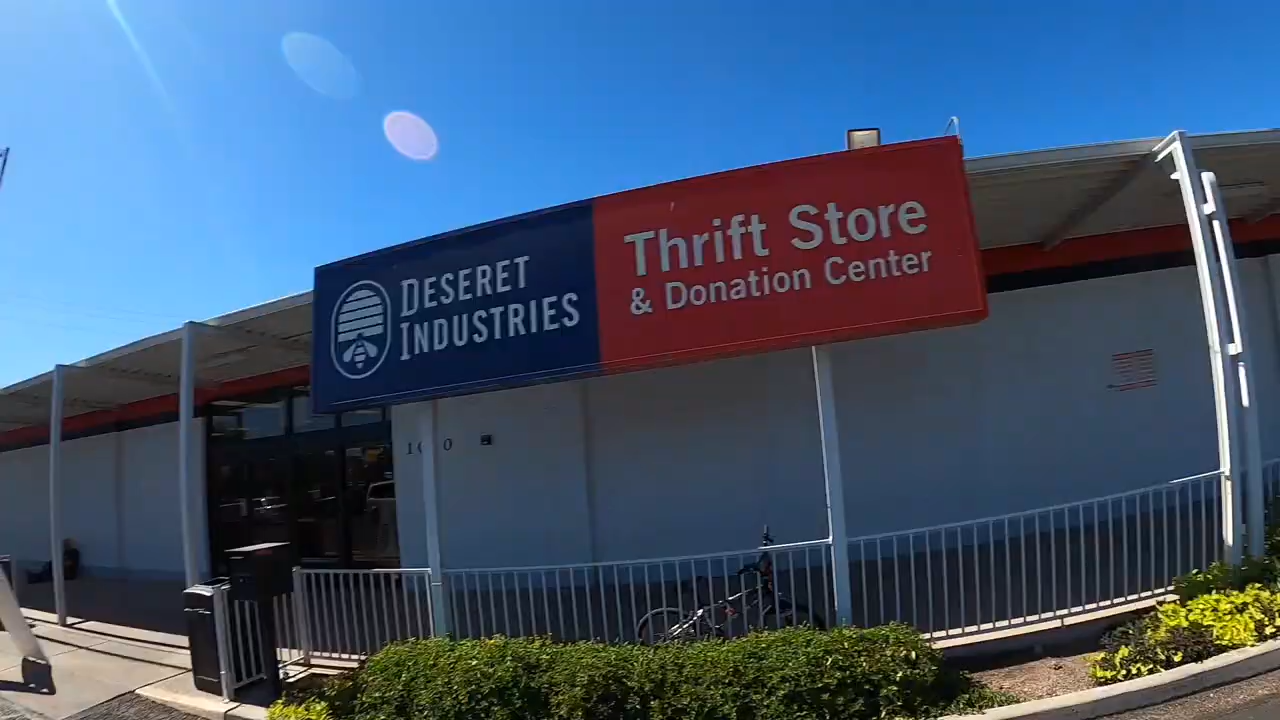 DESERET
INDUSTRIES
Thrift Store
& Donation Center